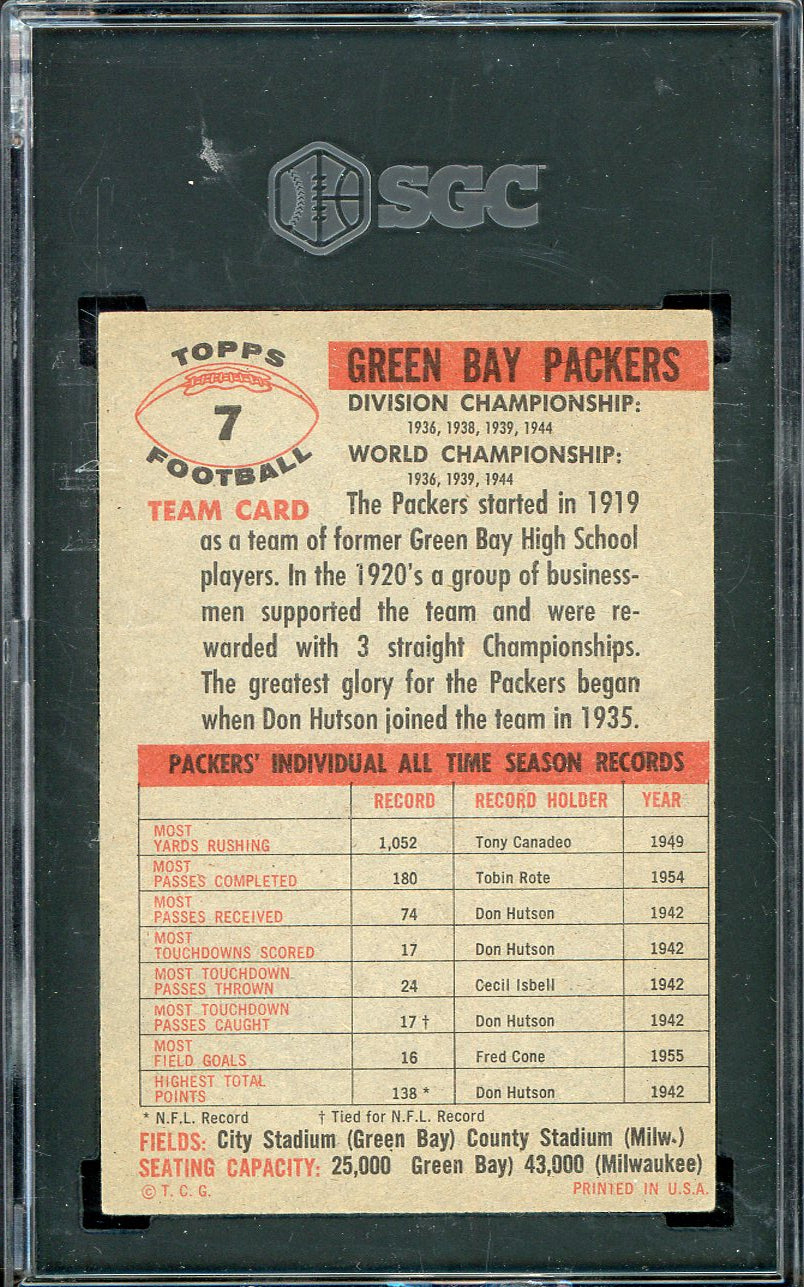 SGC
TOPPS
7
FOOTBALL
TEAM CARD
GREEN BAY PACKERS
DIVISION CHAMPIONSHIP:
1936, 1938, 1939, 1944
WORLD CHAMPIONSHIP:
1936, 1939, 1944
The Packers started in 1919
as a team of former Green Bay High School
players. In the 1920's a group of business-
men supported the team and were re-
warded with 3 straight Championships.
The greatest glory for the Packers began
when Don Hutson joined the team in 1935.
PACKERS' INDIVIDUAL ALL TIME SEASON RECORDS
RECORD RECORD HOLDER YEAR
MOST
YARDS RUSHING 1,052 Tony Canadeo 1949
MOST
PASSES COMPLETED 180 Tobin Rote 1954
MOST
PASSES RECEIVED 74 Don Hutson 1942
MOST
TOUCHDOWNS SCORED 17 Don Hutson 1942
MOST TOUCHDOWN
PASSES THROWN 24 Cecil Isbell 1942
MOST TOUCHDOWN
PASSES CAUGHT 17 † Don Hutson 1942
MOST
FIELD GOALS 16 Fred Cone 1955
HIGHEST TOTAL
POINTS 138 * Don Hutson 1942
* N.F.L. Record † Tied for N.F.L. Record
FIELDS: City Stadium (Green Bay) County Stadium (Milw.)
SEATING CAPACITY: 25,000 Green Bay) 43,000 (Milwaukee)
© T. C. G. PRINTED IN U.S.A.